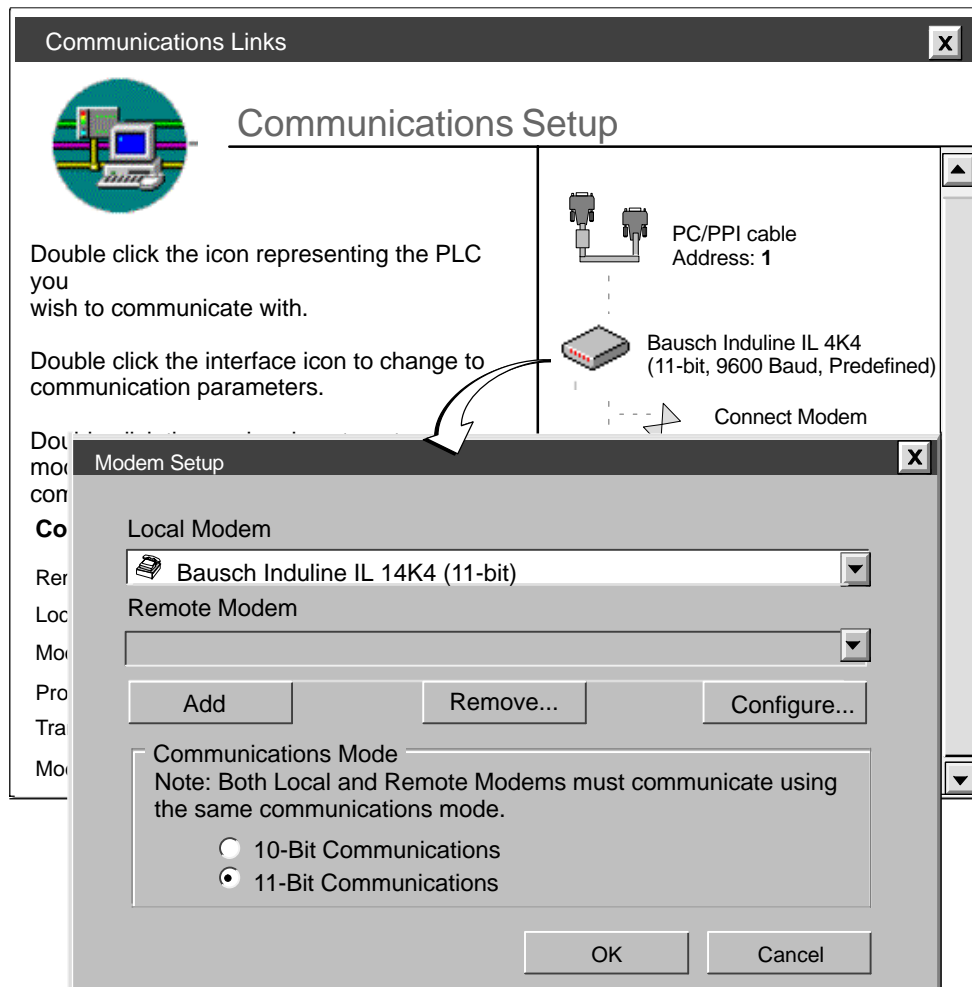 Communications Links
X
Communications Setup
Double click the icon representing the PLC
you
wish to communicate with.
Double click the interface icon to change to
communication parameters.
PC/PPI cable
Address: 1
Bausch Induline IL 4K4
(11-bit, 9600 Baud, Predefined)
Connect Modem
Modem Setup
X
Local Modem
Bausch Induline IL 14K4 (11-bit)
Remote Modem
Add
Remove...
Configure...
Communications Mode
Note: Both Local and Remote Modems must communicate using
the same communications mode.
10-Bit Communications
11-Bit Communications
OK
Cancel